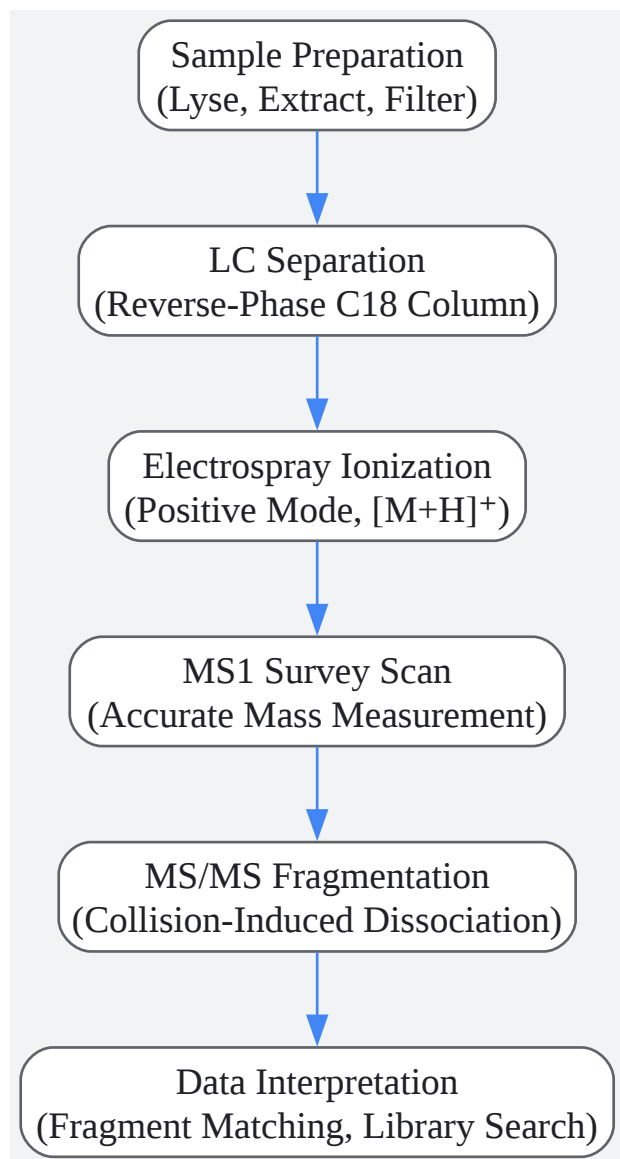 Sample Preparation
(Lyse, Extract, Filter)
LC Separation
(Reverse-Phase C18 Column)
Electrospray Ionization
(Positive Mode, [M+H]⁺)
MS1 Survey Scan
(Accurate Mass Measurement)
MS/MS Fragmentation
(Collision-Induced Dissociation)
Data Interpretation
(Fragment Matching, Library Search)